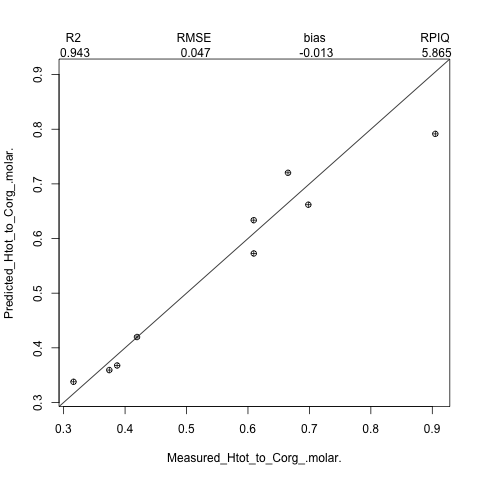 R2 RMSE bias RPIQ
0.943 0.047 -0.013 5.865
0.9
0.8
0.7
0.6
0.5
0.4
0.3
Predicted_Htot_to_Corg_.molar.
0.3 0.4 0.5 0.6 0.7 0.8 0.9
Measured_Htot_to_Corg_.molar.